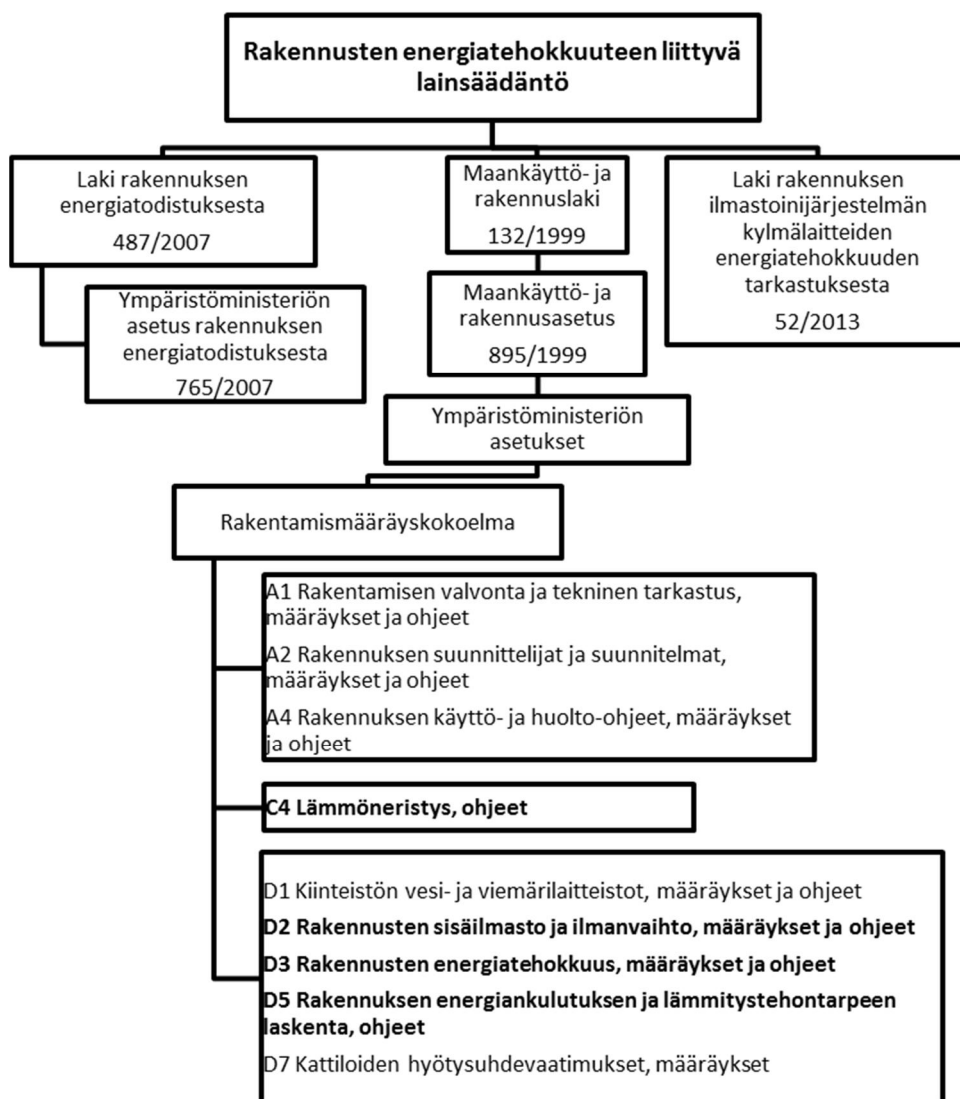 Rakennusten energiatehokkuuteen liittyvä
lainsäädäntö
Laki rakennuksen
energiatodistuksesta
487/2007
Ympäristöministeriön
asetus rakennuksen
energiatodistuksesta
765/2007
Maankäyttö- ja
rakennuslaki
132/1999
Maankäyttö- ja
rakennusasetus
895/1999
Ympäristöministeriön
asetukset
Laki rakennuksen
ilmastoinijärjestelmän
kylmälaitteiden
energiatehokkuuden
tarkastuksesta
52/2013
Rakentamismääräyskokoelma
A1 Rakentamisen valvonta ja tekninen tarkastus,
määräykset ja ohjeet
A2 Rakennuksen suunnittelijat ja suunnitelmat,
määräykset ja ohjeet
A4 Rakennuksen käyttö- ja huolto-ohjeet, määräykset
ja ohjeet
C4 Lämmöneristys, ohjeet
D1 Kiinteistön vesi- ja viemärilaitteistot, määräykset ja ohjeet
D2 Rakennusten sisäilmasto ja ilmanvaihto, määräykset ja ohjeet
D3 Rakennusten energiatehokkuus, määräykset ja ohjeet
D5 Rakennuksen energiankulutuksen ja lämmitystehontarpeen
laskenta, ohjeet
D7 Kattiloiden hyötysuhdevaatimukset, määräykset